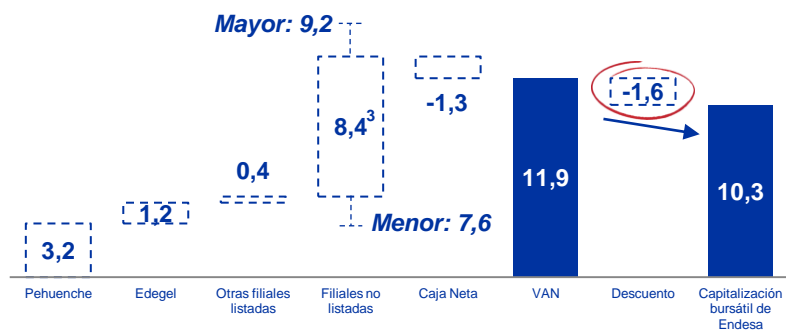 Mayor: 9,2
3,2
1,2
0,4
8,4³
Menor: 7,6
-1,3
11,9
-1,6
10,3
Pehuenche
Edegel
Otras filiales
listadas
Filiales no
listadas
Caja Neta
VAN
Descuento
Capitalización
bursátil de
Endesa